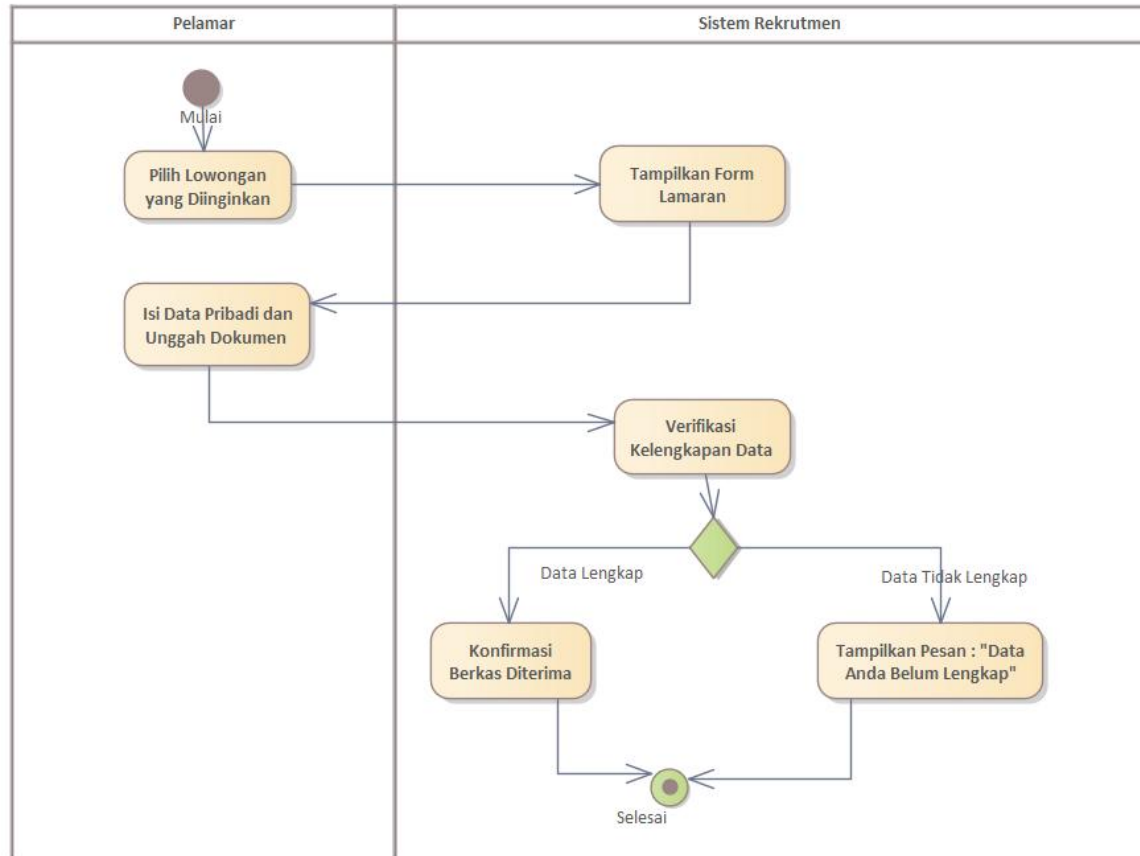 Pelamar
Sistem Rekrutmen
Mulai
Pilih Lowongan
yang Diinginkan
Tampilkan Form
Lamaran
Isi Data Pribadi dan
Unggah Dokumen
Verifikasi
Kelengkapan Data
Data Lengkap
Data Tidak Lengkap
Konfirmasi
Berkas Diterima
Tampilkan Pesan : "Data
Anda Belum Lengkap"
Selesai